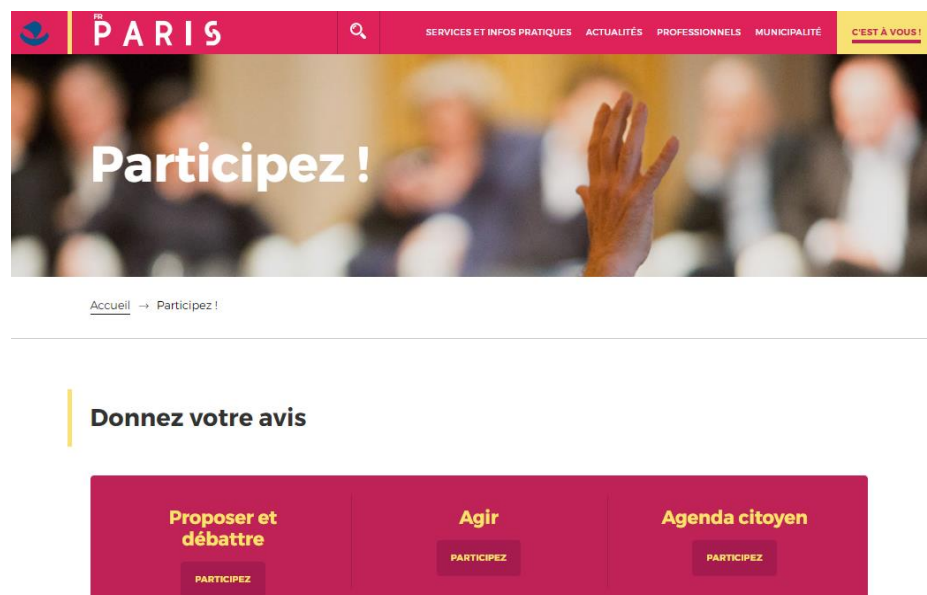 FR
PARIS
SERVICES ET INFOS PRATIQUES ACTUALITÉS PROFESSIONNELS MUNICIPALITÉ C'EST À VOUS !
Participez !
Accueil → Participez !
Donnez votre avis
Proposer et
débattre
PARTICIPEZ
Agir
PARTICIPEZ
Agenda citoyen
PARTICIPEZ